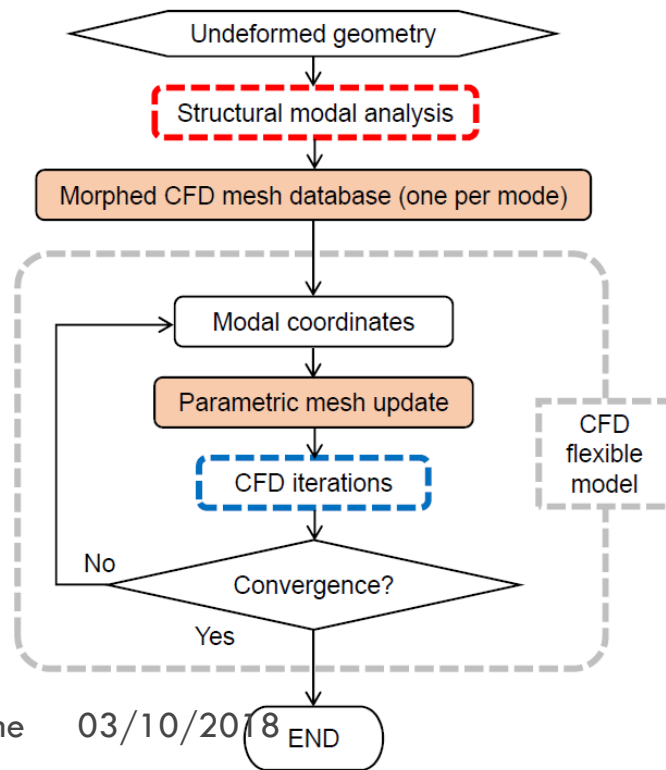 Undeformed geometry
Structural modal analysis
Morphed CFD mesh database (one per mode)
Modal coordinates
Parametric mesh update
CFD
flexible
model
CFD iterations
No
Convergence?
Yes
03/10/2018
END